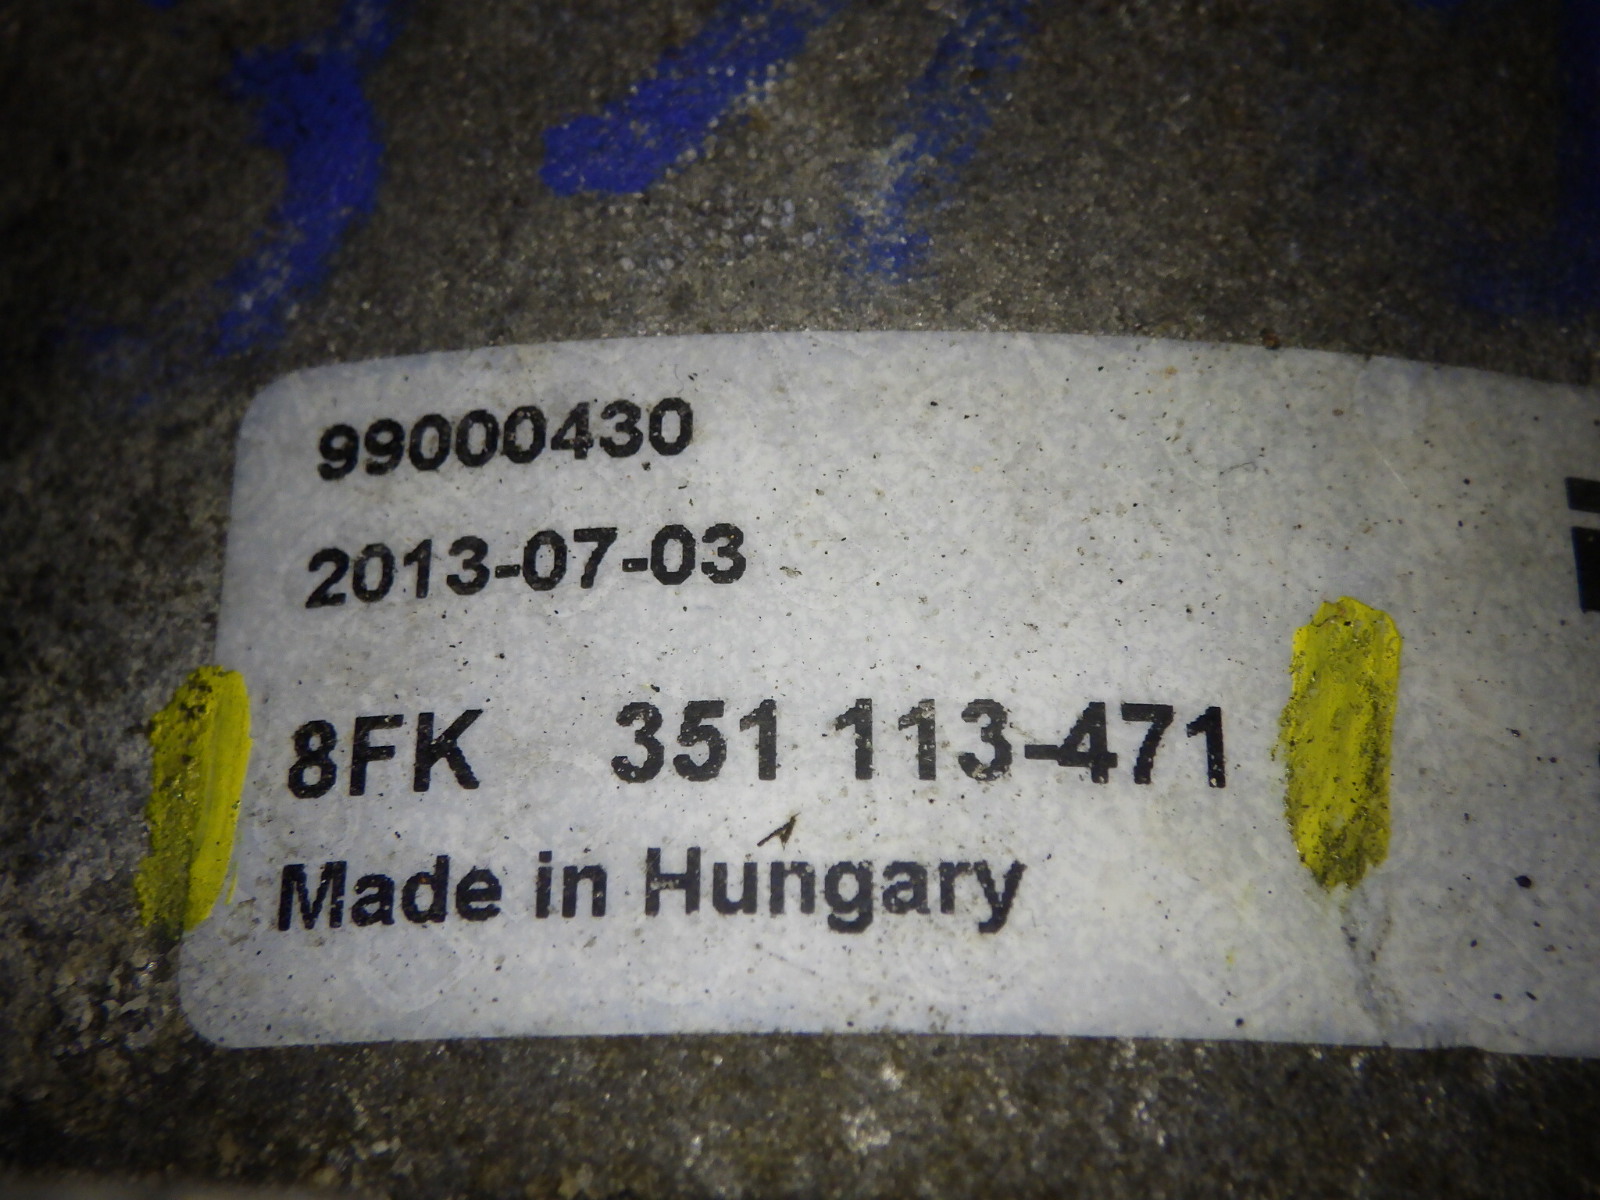 99000430
2013-07-03
8FK 351 113-471
Made in Hungary